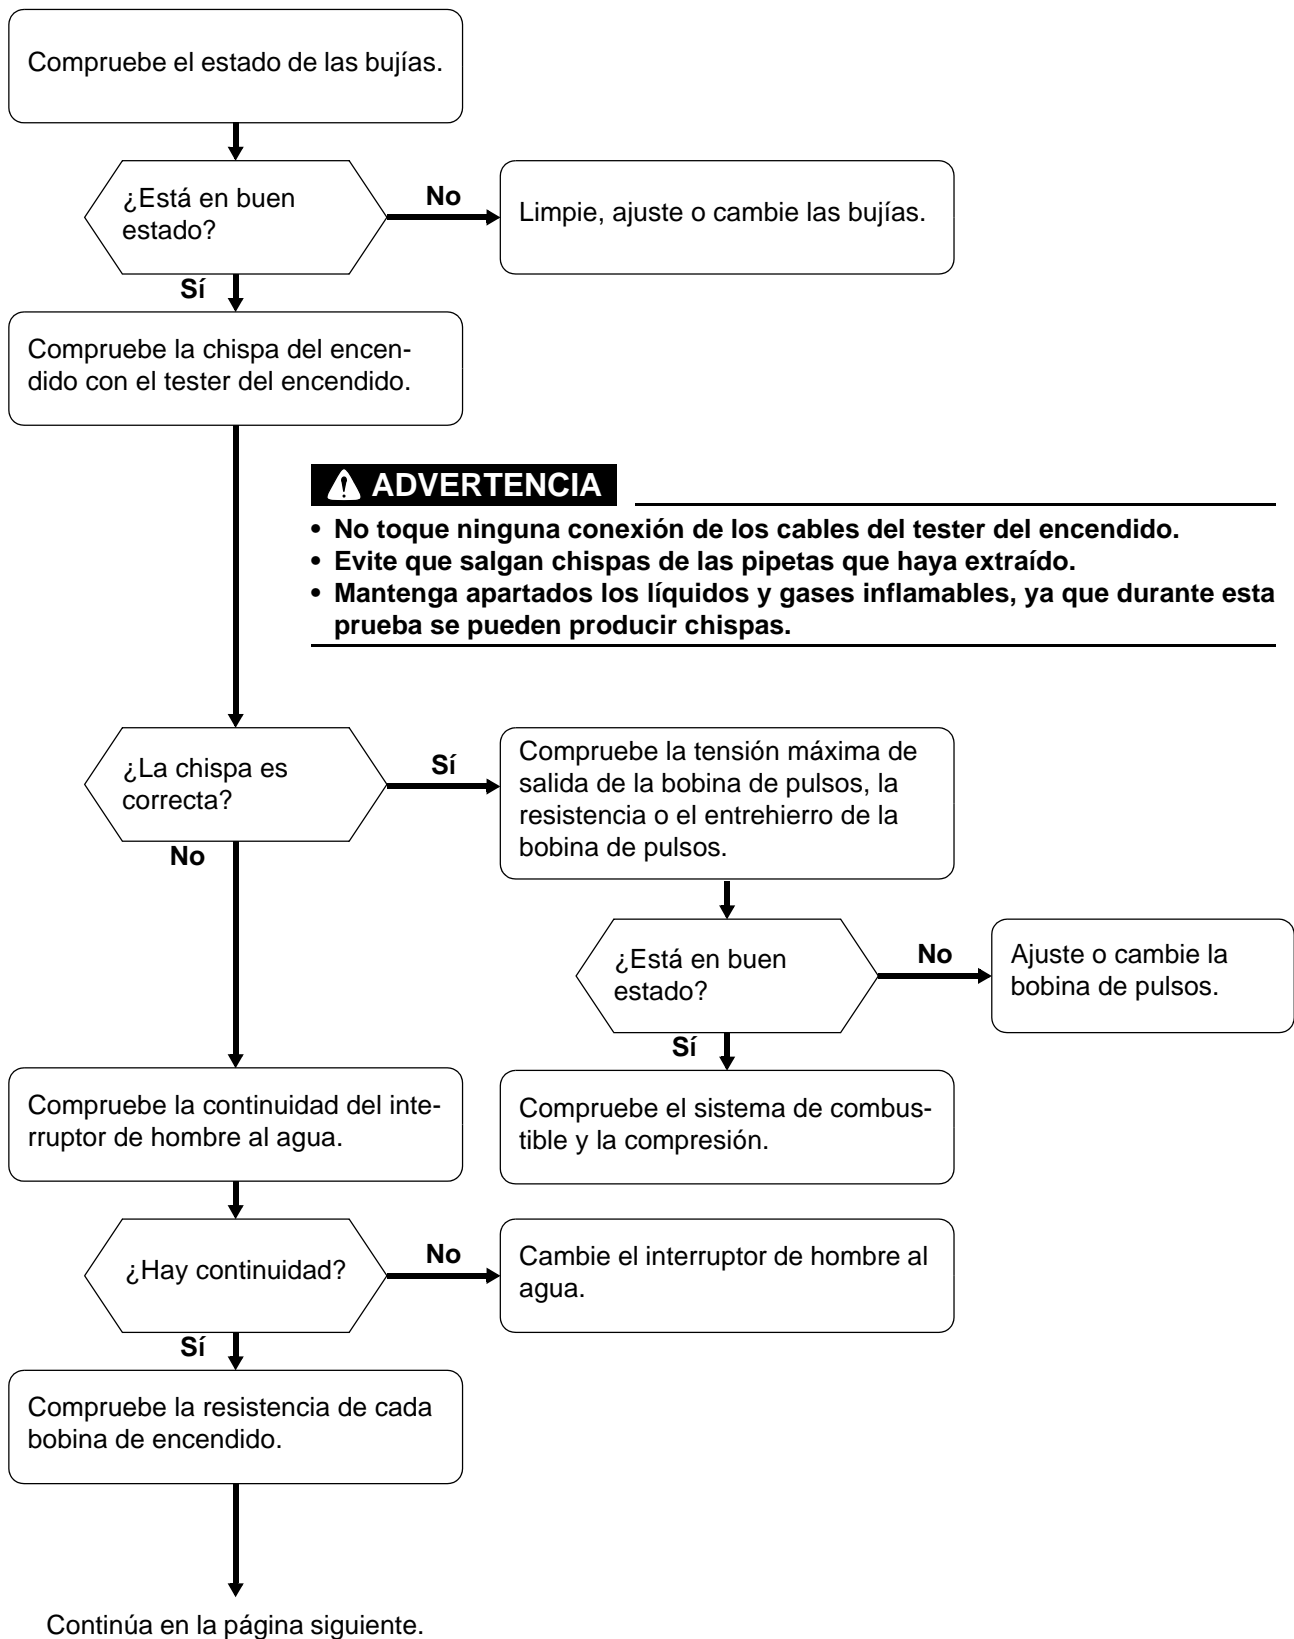 Compruebe el estado de las bujías.
¿Está en buen
estado?
No
Limpie, ajuste o cambie las bujías.
Sí
Compruebe la chispa del encen-
dido con el tester del encendido.
ADVERTENCIA
• No toque ninguna conexión de los cables del tester del encendido.
• Evite que salgan chispas de las pipetas que haya extraído.
• Mantenga apartados los líquidos y gases inflamables, ya que durante esta
prueba se pueden producir chispas.
¿La chispa es
correcta?
Sí
Compruebe la tensión máxima de
salida de la bobina de pulsos, la
resistencia o el entrehierro de la
bobina de pulsos.
No
¿Está en buen
estado?
No
Ajuste o cambie la
bobina de pulsos.
Sí
Compruebe la continuidad del inte-
rruptor de hombre al agua.
Compruebe el sistema de combus-
tible y la compresión.
¿Hay continuidad?
No
Cambie el interruptor de hombre al
agua.
Sí
Compruebe la resistencia de cada
bobina de encendido.
Continúa en la página siguiente.